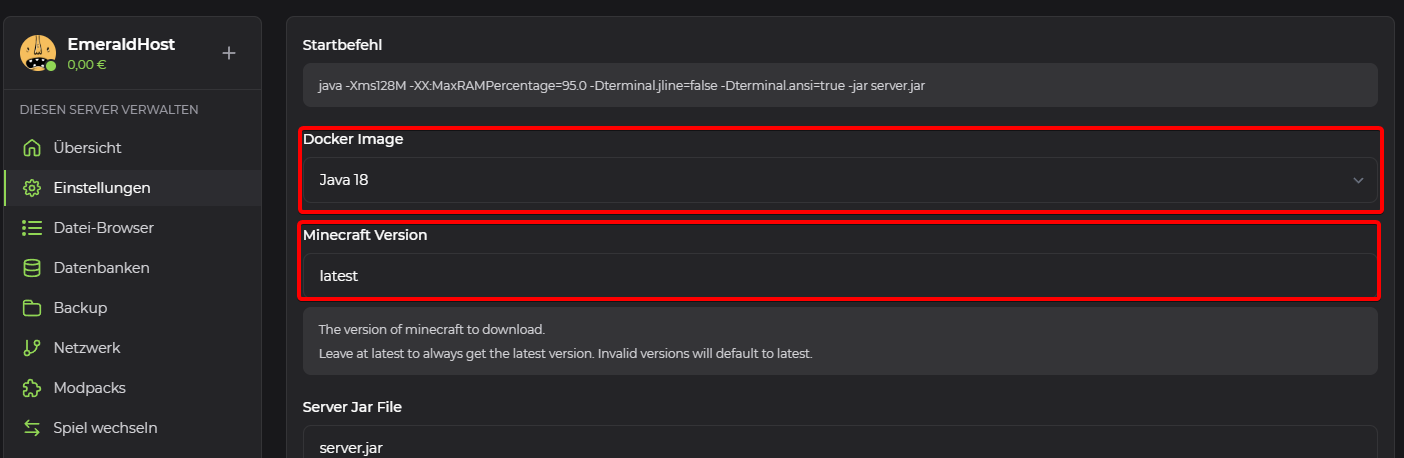 EmeraldHost
0,00 €
DIESEN SERVER VERWALTEN
Übersicht
Einstellungen
Datei-Browser
Datenbanken
Backup
Netzwerk
Modpacks
Spiel wechseln
Startbefehl
java -Xms128M -XX:MaxRAMPercentage=95.0 -Dterminal.jline=false -Dterminal.ansi=true -jar server.jar
Docker Image
Java 18
Minecraft Version
latest
The version of minecraft to download.
Leave at latest to always get the latest version. Invalid versions will default to latest.
Server Jar File
server.jar